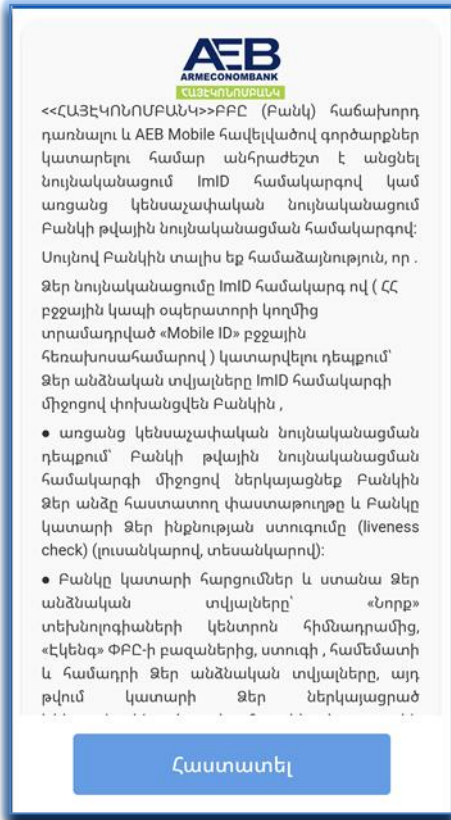 AEB
ARMECONOMBANK
ՀԱՅԷԿՈՆՈՄԲԱՆԿ
<<ՀԱՅԷԿՈՆՈՄԲԱՆԿ>>ԲԲԸ (Բանկ) հաճախորդ
դառնալու և AEB Mobile հավելվածով գործարքներ
կատարելու համար անհրաժեշտ է անցնել
նույնականացում ImID համակարգով կամ
առցանց կենսաչափական նույնականացում
Բանկի թվային նույնականացման համակարգով:
Սույնով Բանկին տալիս եք համաձայնություն, որ .
Ձեր նույնականացումը ImID համակարգ ով ( ՀՀ
բջջային կապի օպերատորի կողմից
տրամադրված «Mobile ID» բջջային
հեռախոսահամարով ) կատարվելու դեպքում՝
Ձեր անձնական տվյալները ImID համակարգի
միջոցով փոխանցվեն Բանկին ,
● առցանց կենսաչափական նույնականացման
դեպքում՝ Բանկի թվային նույնականացման
համակարգի միջոցով ներկայացնեք Բանկին
Ձեր անձը հաստատող փաստաթուղթը և Բանկը
կատարի Ձեր ինքնության ստուգումը (liveness
check) (լուսանկարով, տեսանկարով):
● Բանկը կատարի հարցումներ և ստանա Ձեր
անձնական տվյալները՝ «Նորք»
տեխնոլոգիաների կենտրոն հիմնադրամից,
«Էկենգ» ՓԲԸ-ի բազաներից, ստուգի , համեմատի
և համադրի Ձեր անձնական տվյալները, այդ
թվում կատարի Ձեր ներկայացրած
Հաստատել